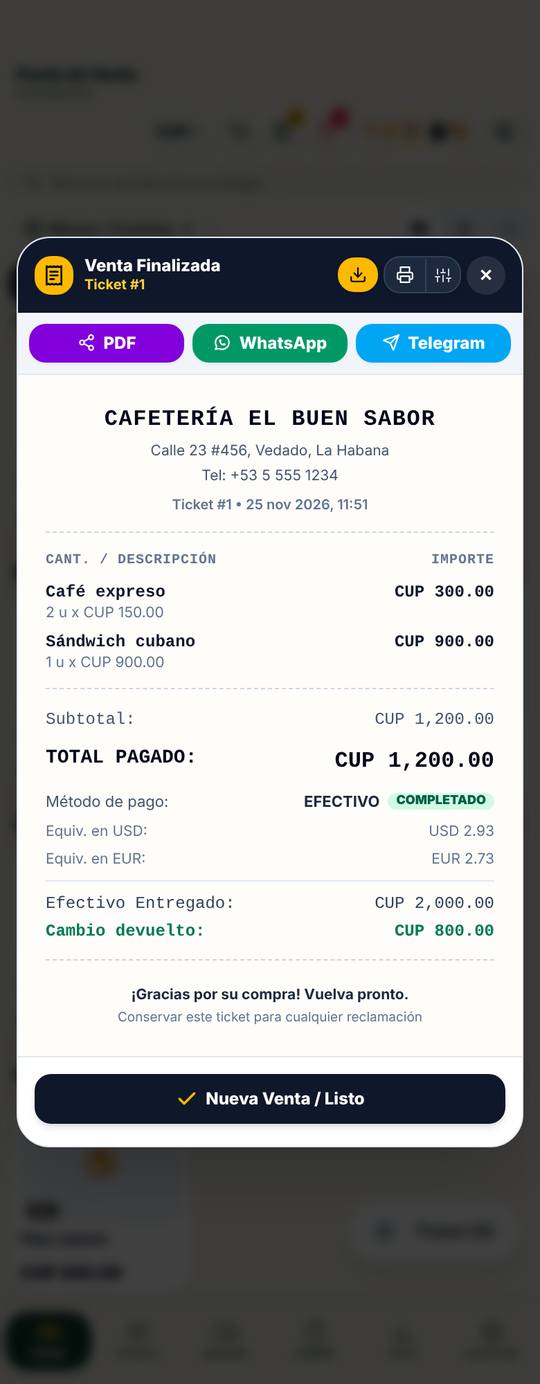 Venta Finalizada
Ticket #1
PDF
WhatsApp
Telegram
CAFETERÍA EL BUEN SABOR
Calle 23 #456, Vedado, La Habana
Tel: +53 5 555 1234
Ticket #1 • 25 nov 2026, 11:51
CANT. / DESCRIPCIÓN IMPORTE
Café expreso CUP 300.00
2 u x CUP 150.00
Sándwich cubano CUP 900.00
1 u x CUP 900.00
Subtotal: CUP 1,200.00
TOTAL PAGADO: CUP 1,200.00
Método de pago: EFECTIVO COMPLETADO
Equiv. en USD: USD 2.93
Equiv. en EUR: EUR 2.73
Efectivo Entregado: CUP 2,000.00
Cambio devuelto: CUP 800.00
¡Gracias por su compra! Vuelva pronto.
Conservar este ticket para cualquier reclamación
Nueva Venta / Listo